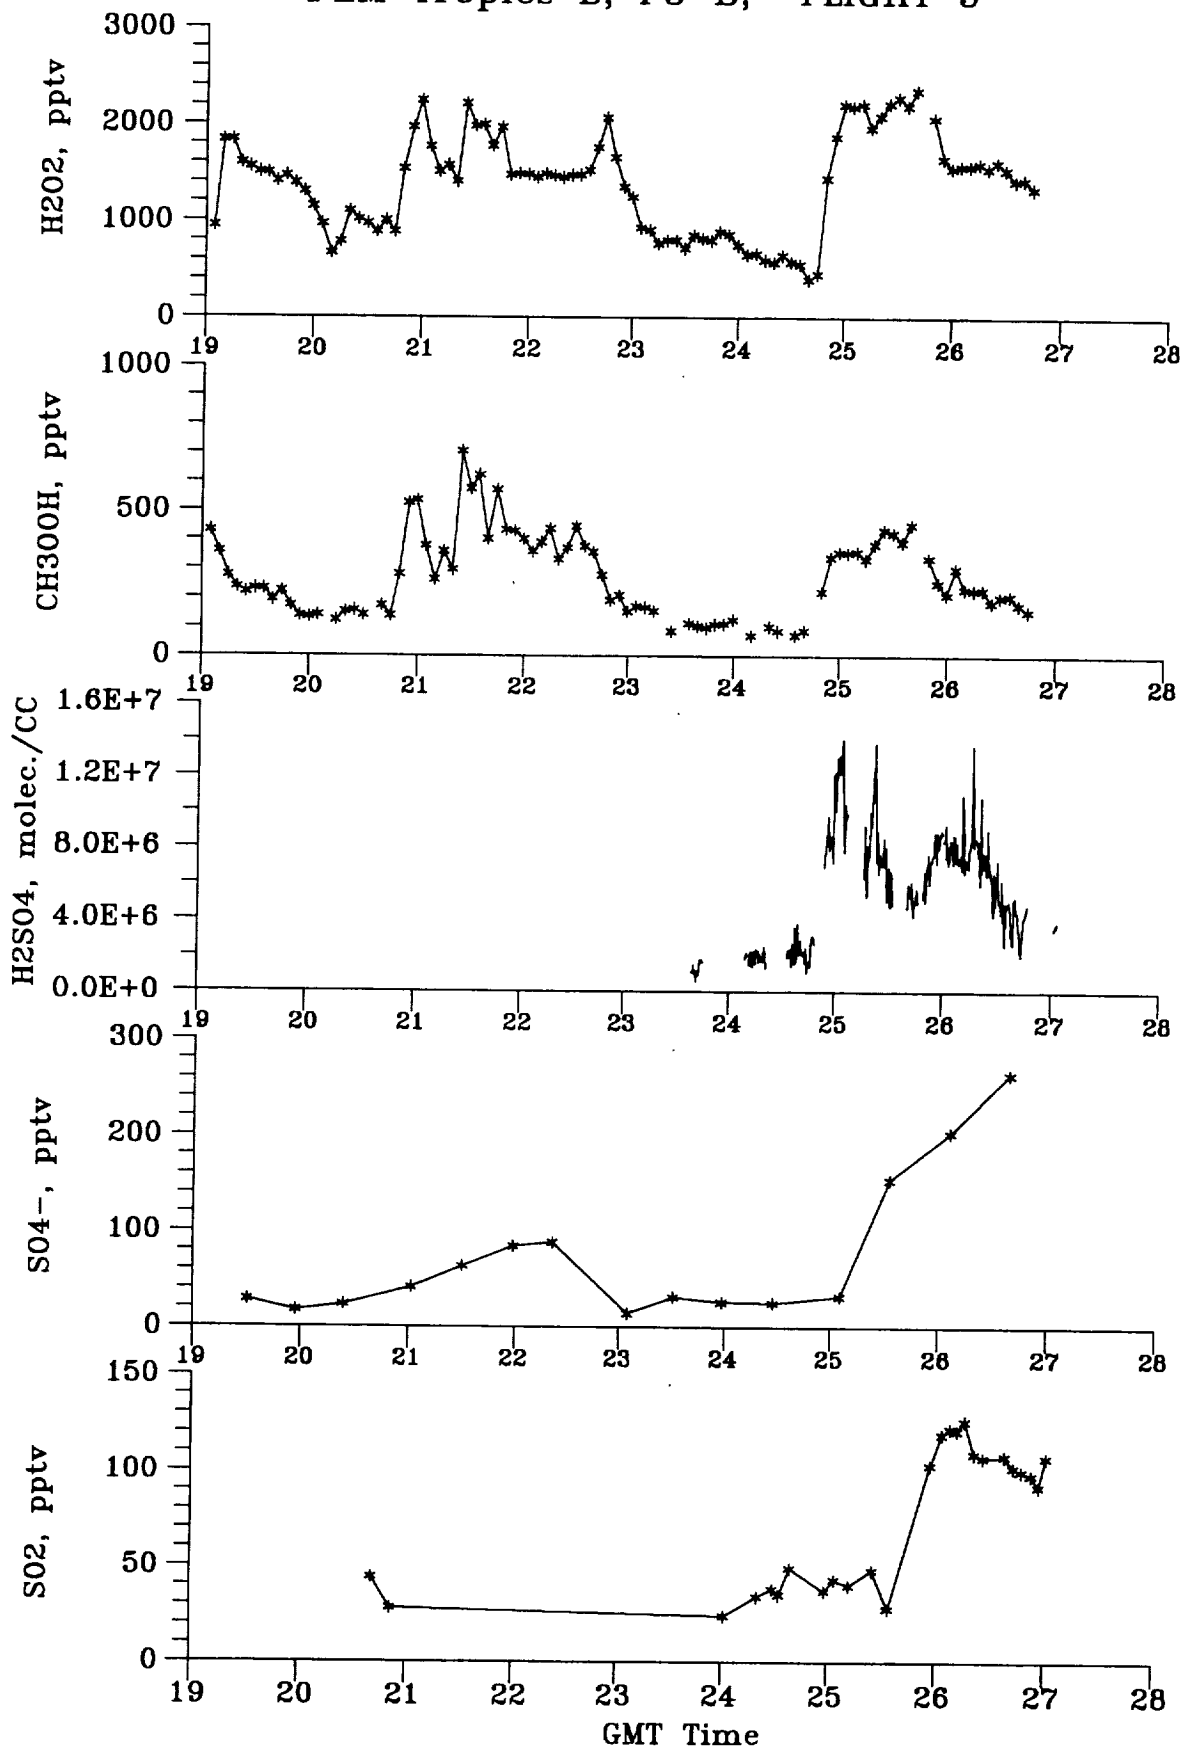 3000
2000
1000
0
H2O2, pptv
19 20 21 22 23 24 25 26 27 28
1000
500
0
CH3OOH, pptv
19 20 21 22 23 24 25 26 27 28
1.6E+7
1.2E+7
8.0E+6
4.0E+6
0.0E+0
H2SO4, molec./CC
19 20 21 22 23 24 25 26 27 28
300
200
100
0
SO4-, pptv
19 20 21 22 23 24 25 26 27 28
150
100
50
0
SO2, pptv
19 20 21 22 23 24 25 26 27 28
GMT Time